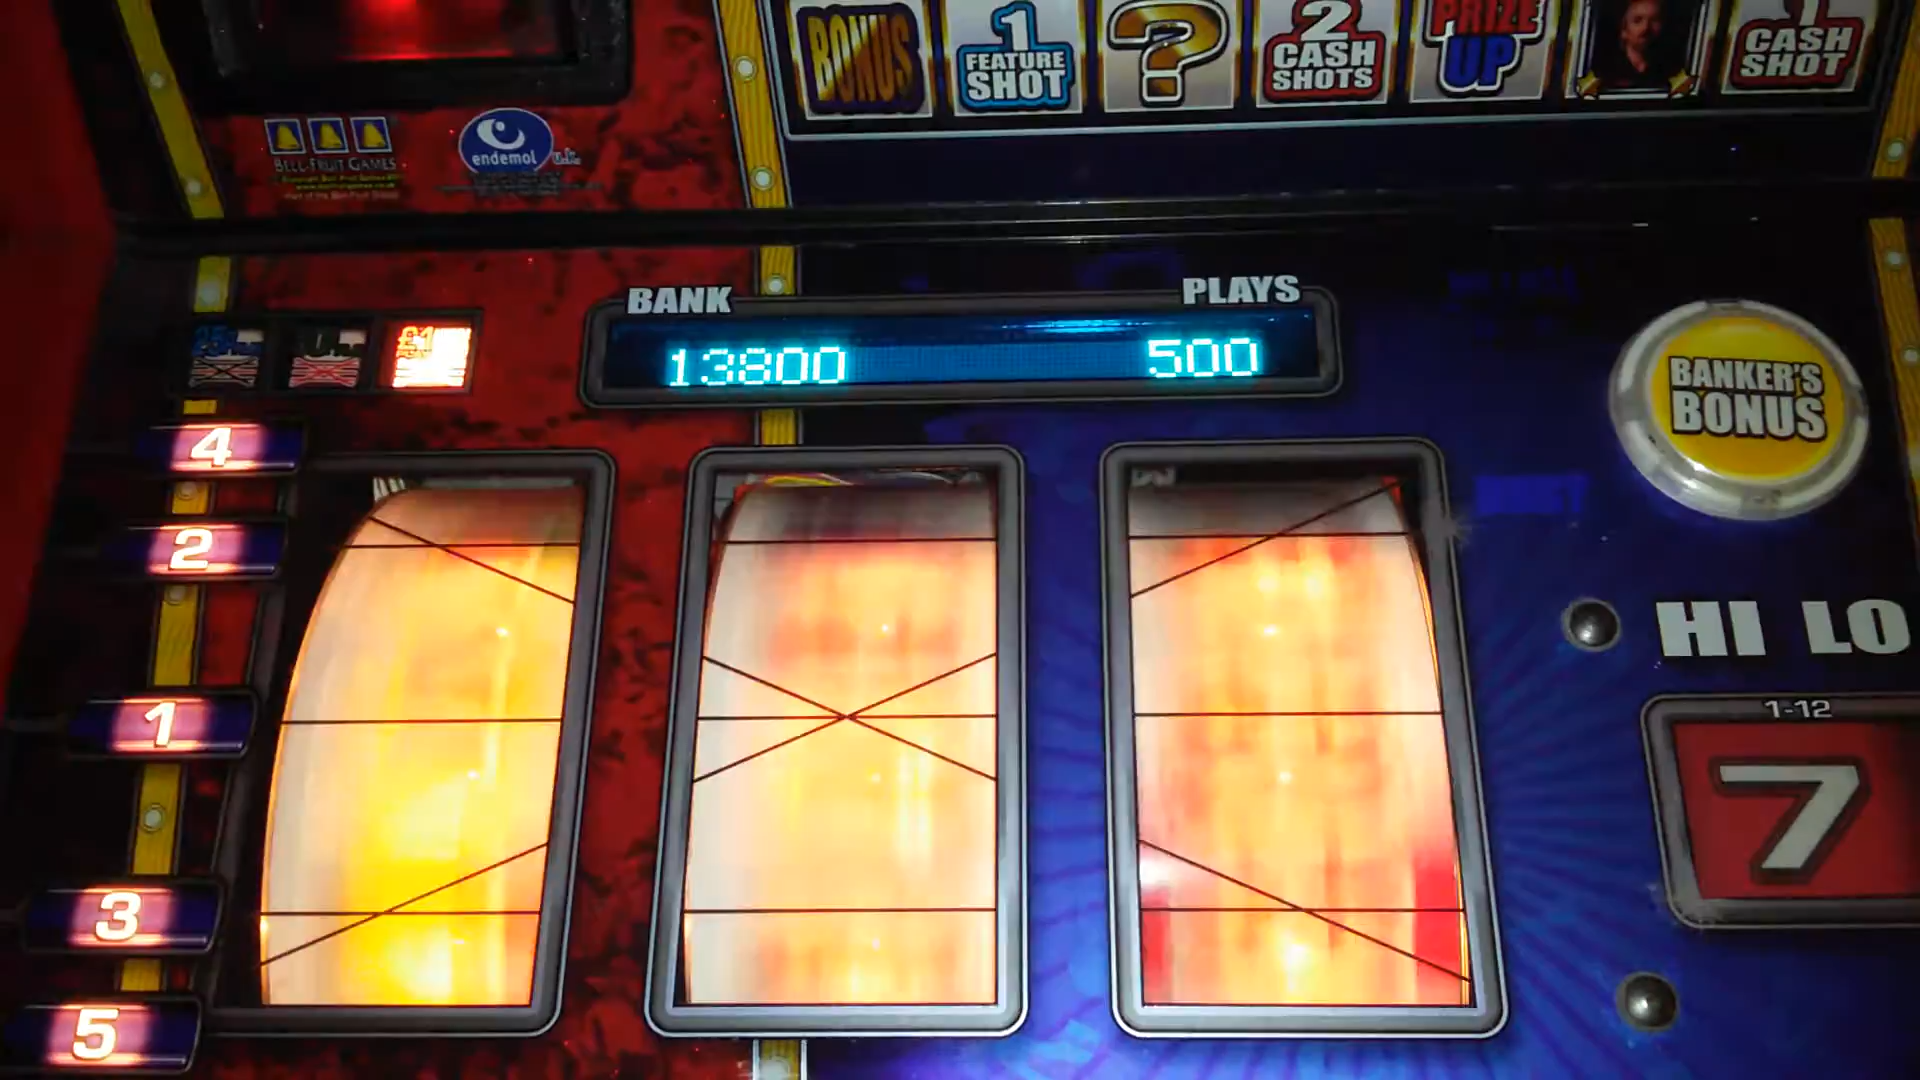 BONUS
1
FEATURE
SHOT
?
2
CASH
SHOTS
PRIZE
UP
1
CASH
SHOT
BELL-FRUIT GAMES
endemol u.k.
BANK
PLAYS
13800
500
£1
BANKER'S
BONUS
4
2
1
3
5
HI LO
1-12
7